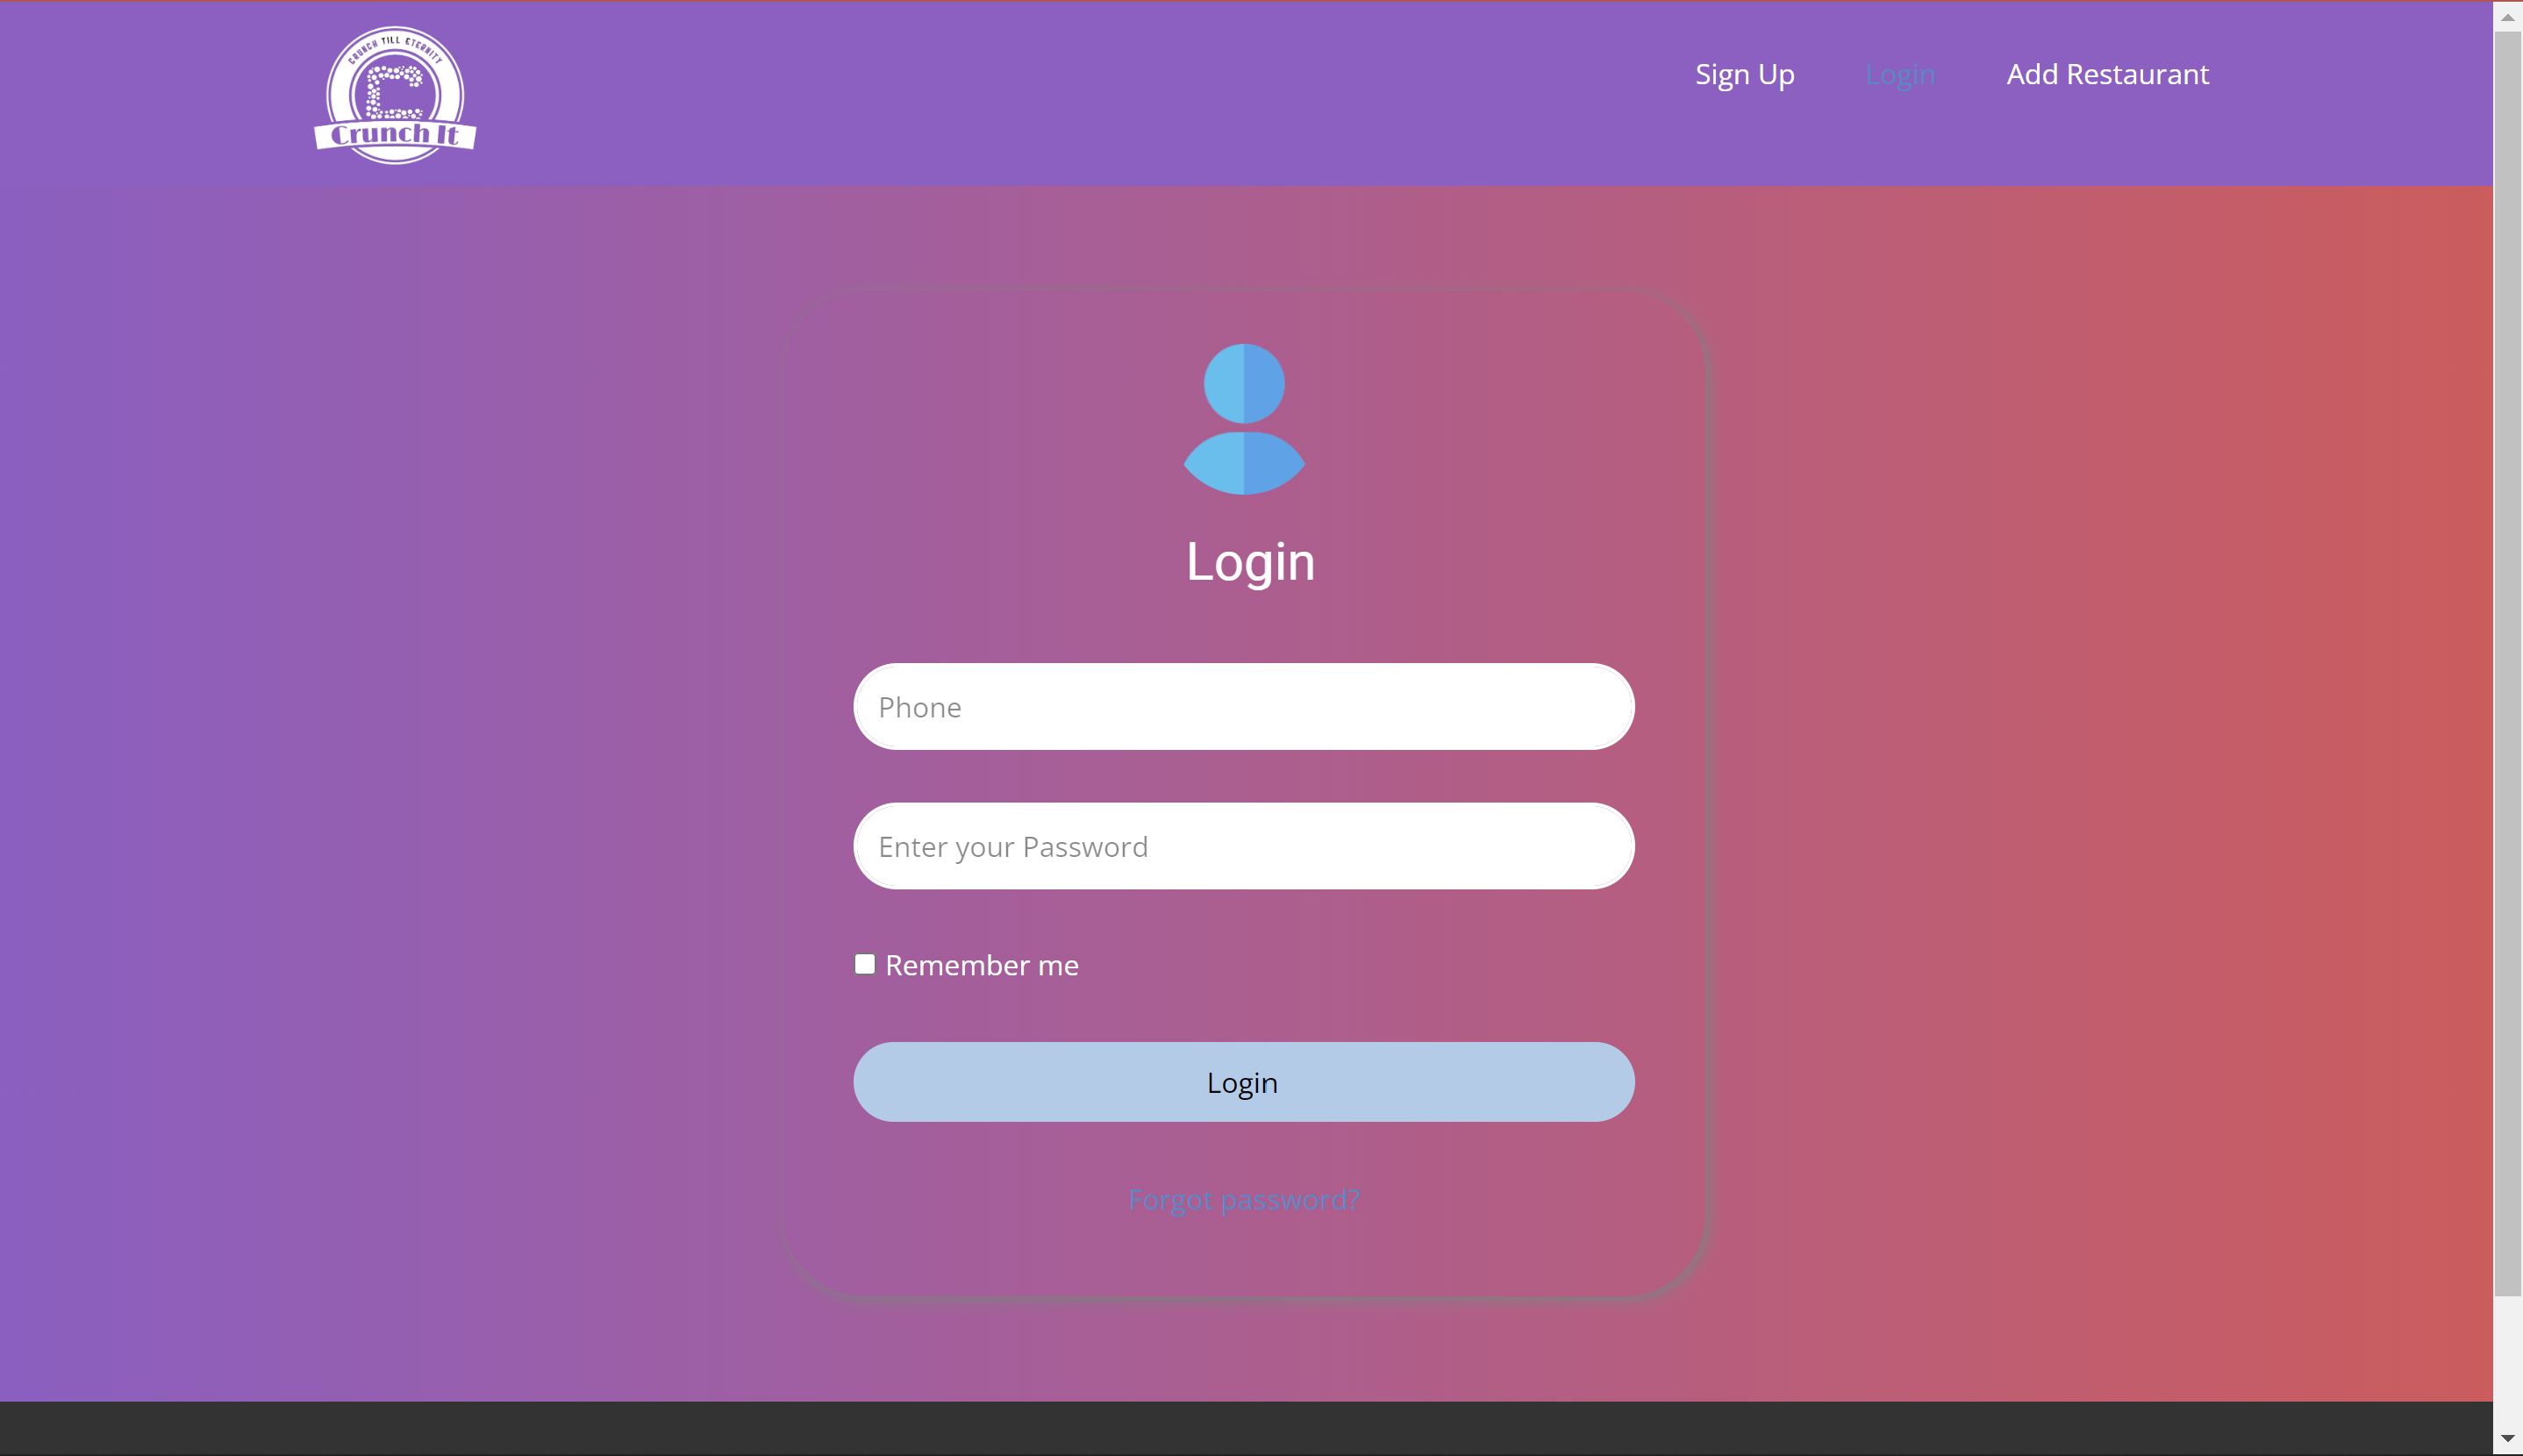 CRUNCH TILL ETERNITY
C
Crunch It
Sign Up Login Add Restaurant
Login
Phone
Enter your Password
Remember me
Login
Forgot password?